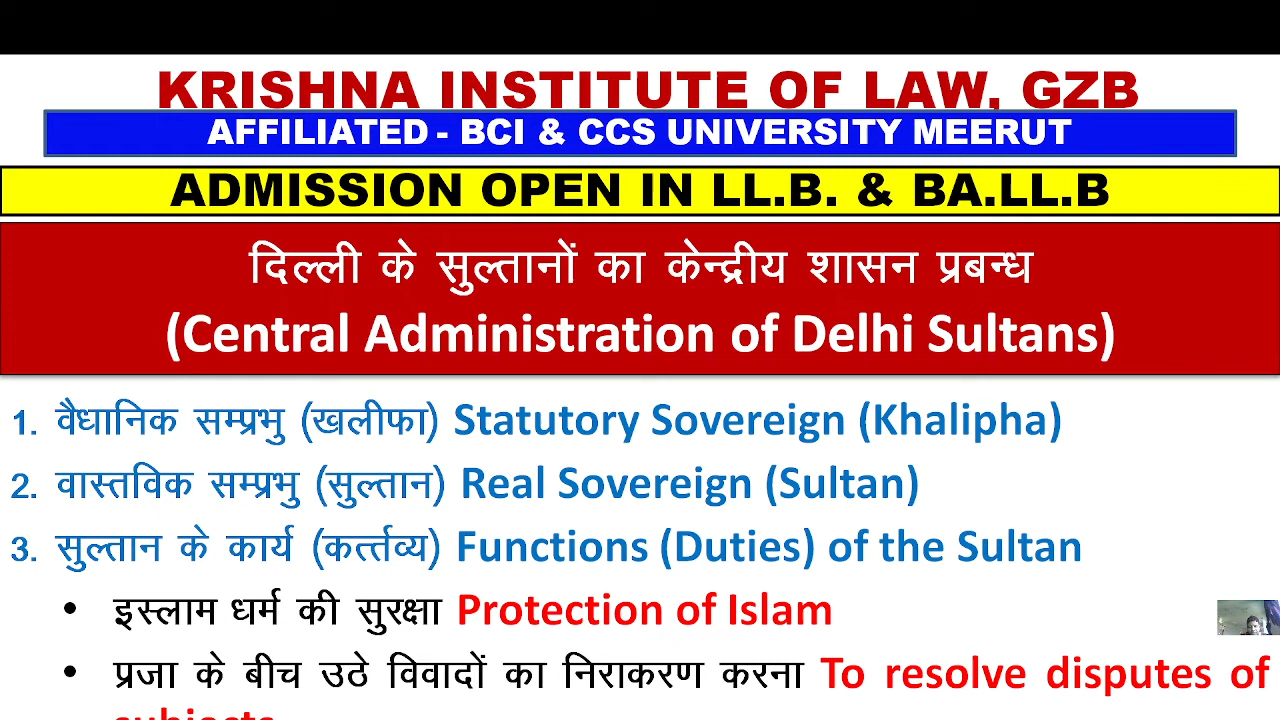 KRISHNA INSTITUTE OF LAW, GZB
AFFILIATED - BCI & CCS UNIVERSITY MEERUT
ADMISSION OPEN IN LL.B. & BA.LL.B
दिल्ली के सुल्तानों का केन्द्रीय शासन प्रबन्ध
(Central Administration of Delhi Sultans)
1. वैधानिक सम्प्रभु (खलीफा) Statutory Sovereign (Khalipha)
2. वास्तविक सम्प्रभु (सुल्तान) Real Sovereign (Sultan)
3. सुल्तान के कार्य (कर्त्तव्य) Functions (Duties) of the Sultan
• इस्लाम धर्म की सुरक्षा Protection of Islam
• प्रजा के बीच उठे विवादों का निराकरण करना To resolve disputes of
subjects